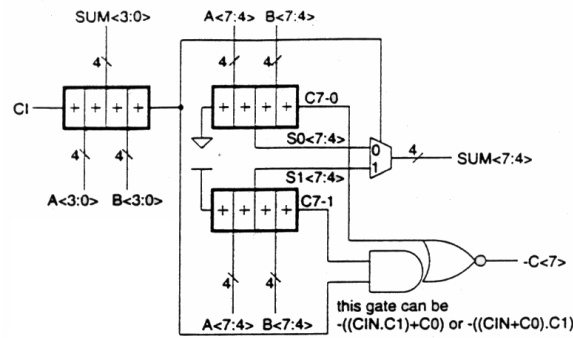 SUM<3:0>
A<7:4> B<7:4>
4 4 4
CI + + + + + + + + C7-0
S0<7:4> 0 4
4 4 1 SUM<7:4>
S1<7:4>
A<3:0> B<3:0> + + + + C7-1
-C<7>
4 4
this gate can be
A<7:4> B<7:4> -((CIN.C1)+C0) or -((CIN+C0).C1)